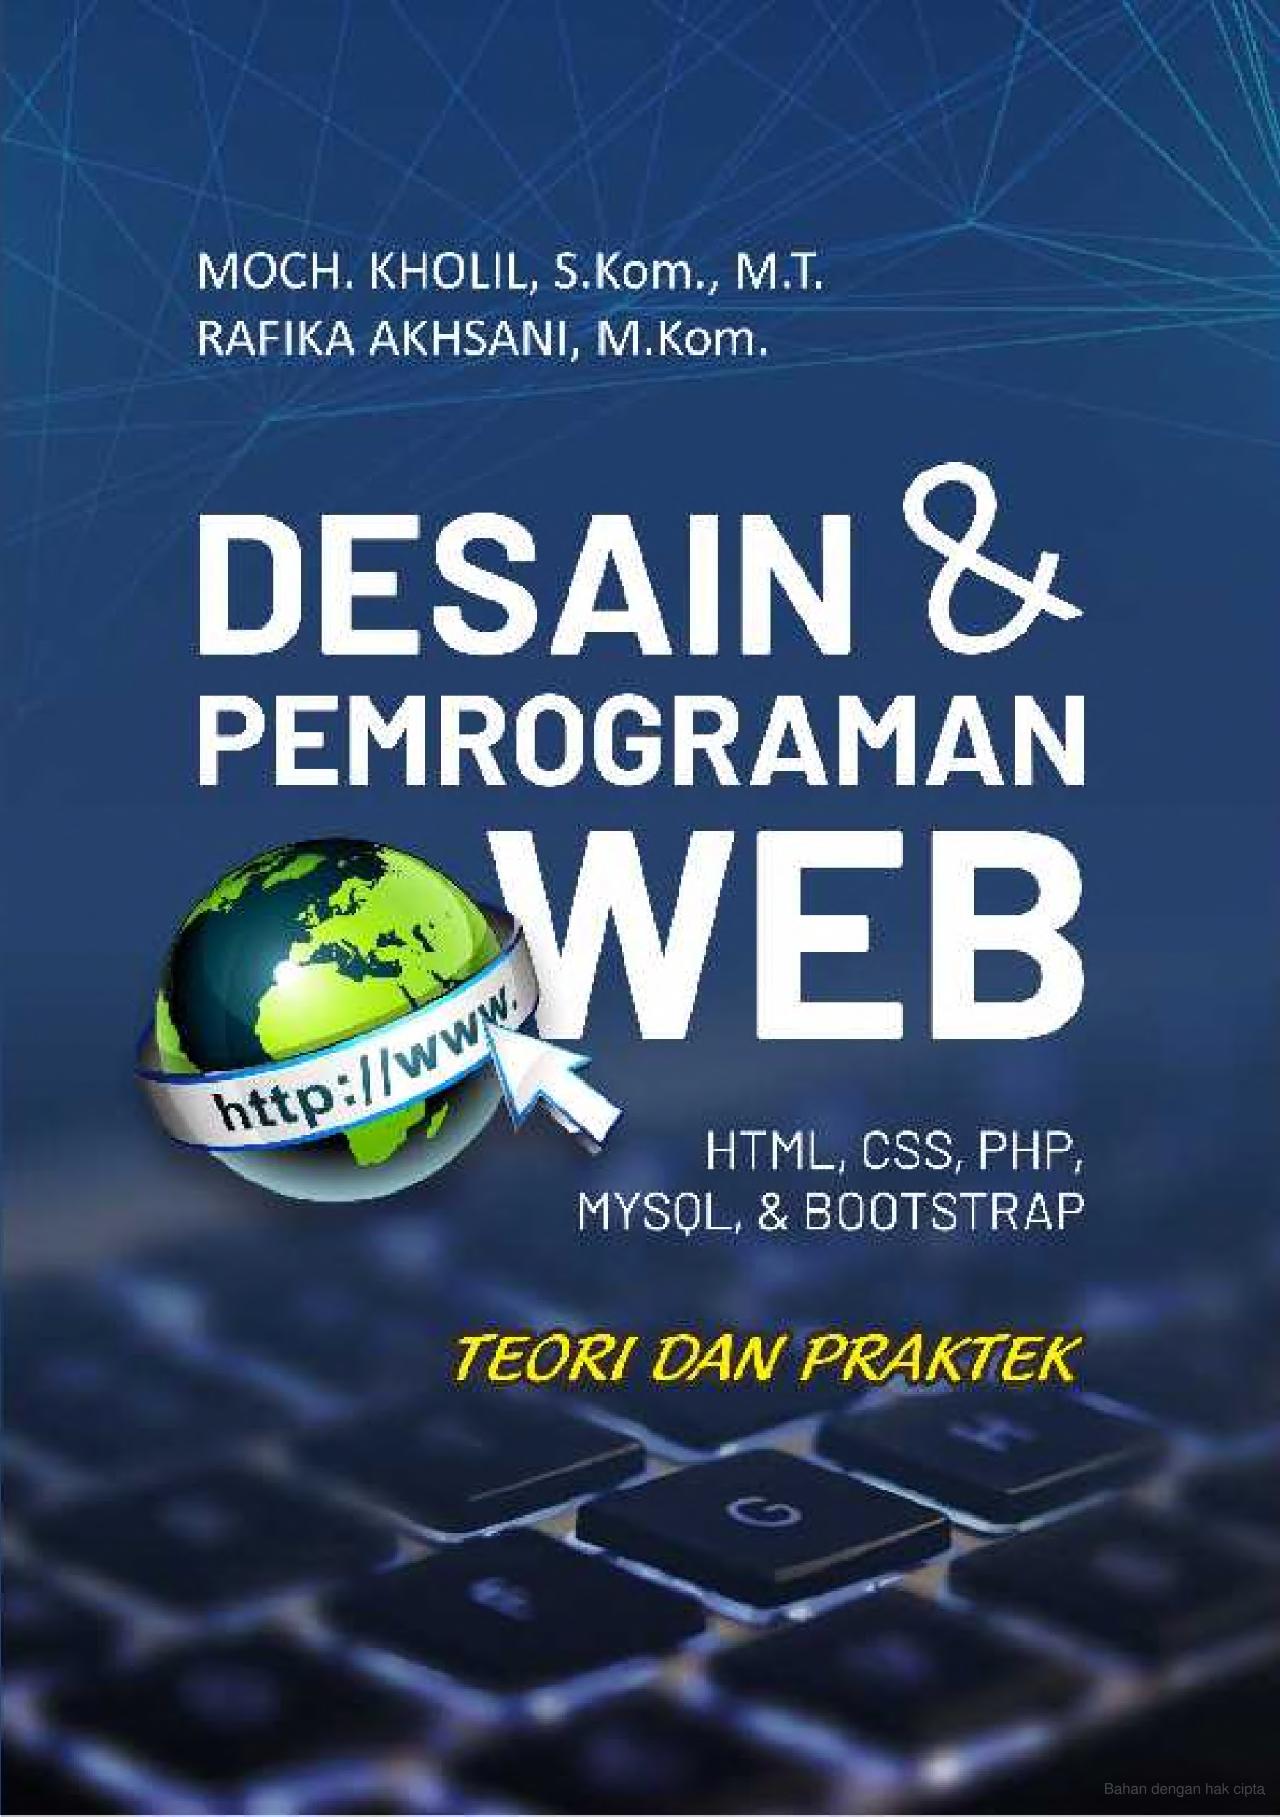 MOCH. KHOLIL, S.Kom., M.T.
RAFIKA AKHSANI, M.Kom.
DESAIN &
PEMROGRAMAN
WEB
http://www.
HTML, CSS, PHP,
MYSQL, & BOOTSTRAP
TEORI DAN PRAKTEK
H
G
Bahan dengan hak cipta